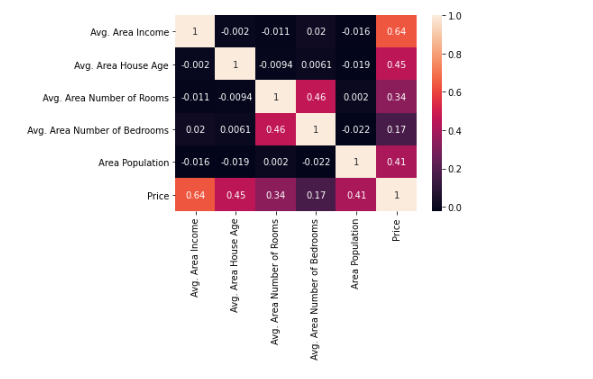 Avg. Area Income 1 -0.002 -0.011 0.02 -0.016 0.64
Avg. Area House Age -0.002 1 -0.0094 0.0061 -0.019 0.45
Avg. Area Number of Rooms -0.011 -0.0094 1 0.46 0.002 0.34
Avg. Area Number of Bedrooms 0.02 0.0061 0.46 1 -0.022 0.17
Area Population -0.016 -0.019 0.002 -0.022 1 0.41
Price 0.64 0.45 0.34 0.17 0.41 1
Avg. Area Income
Avg. Area House Age
Avg. Area Number of Rooms
Avg. Area Number of Bedrooms
Area Population
Price
1.0
0.8
0.6
0.4
0.2
0.0